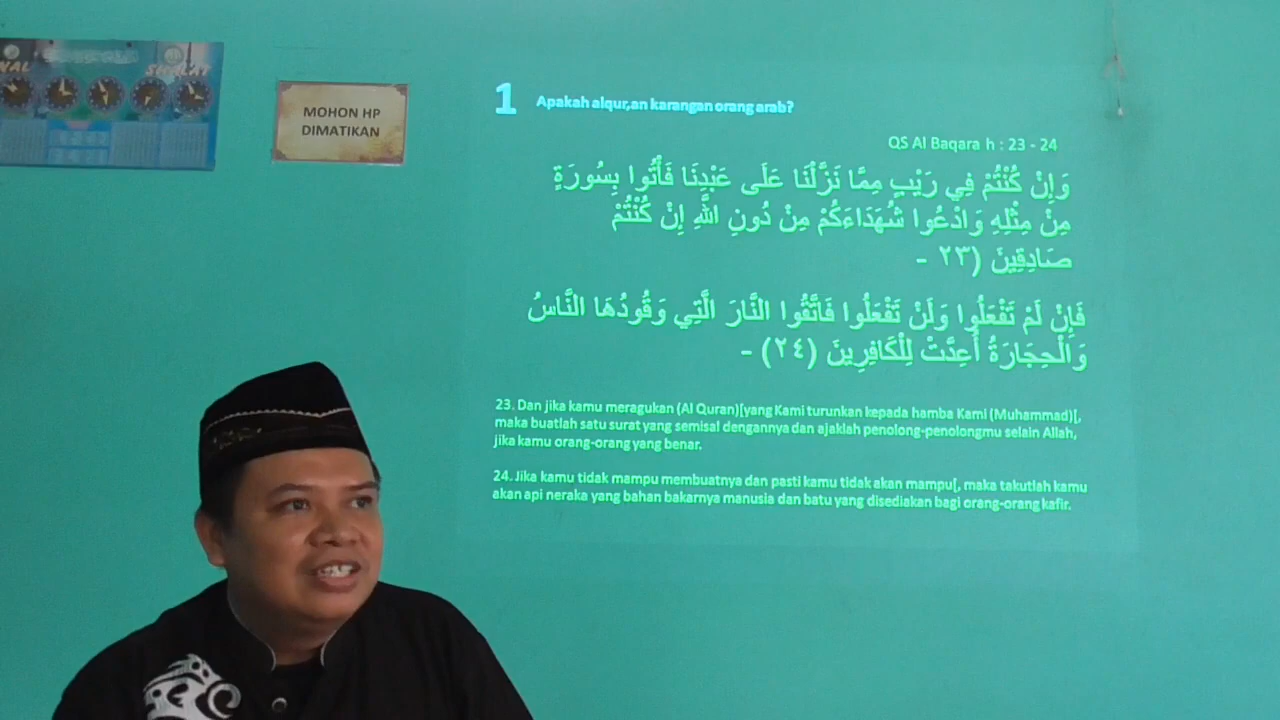 SHOLAT
MOHON HP
DIMATIKAN
1 Apakah alqur,an karangan orang arab?
QS Al Baqara h : 23 - 24
وَإِنْ كُنْتُمْ فِي رَيْبٍ مِمَّا نَزَّلْنَا عَلَى عَبْدِنَا فَأْتُوا بِسُورَةٍ
مِنْ مِثْلِهِ وَادْعُوا شُهَدَاءَكُمْ مِنْ دُونِ اللَّهِ إِنْ كُنْتُمْ
صَادِقِينَ (٢٣ -
فَإِنْ لَمْ تَفْعَلُوا وَلَنْ تَفْعَلُوا فَاتَّقُوا النَّارَ الَّتِي وَقُودُهَا النَّاسُ
وَالْحِجَارَةُ أُعِدَّتْ لِلْكَافِرِينَ (٢٤) -
23. Dan jika kamu meragukan (Al Quran)[yang Kami turunkan kepada hamba Kami (Muhammad)[,
maka buatlah satu surat yang semisal dengannya dan ajaklah penolong-penolongmu selain Allah,
jika kamu orang-orang yang benar.
24. Jika kamu tidak mampu membuatnya dan pasti kamu tidak akan mampu[, maka takutlah kamu
akan api neraka yang bahan bakarnya manusia dan batu yang disediakan bagi orang-orang kafir.